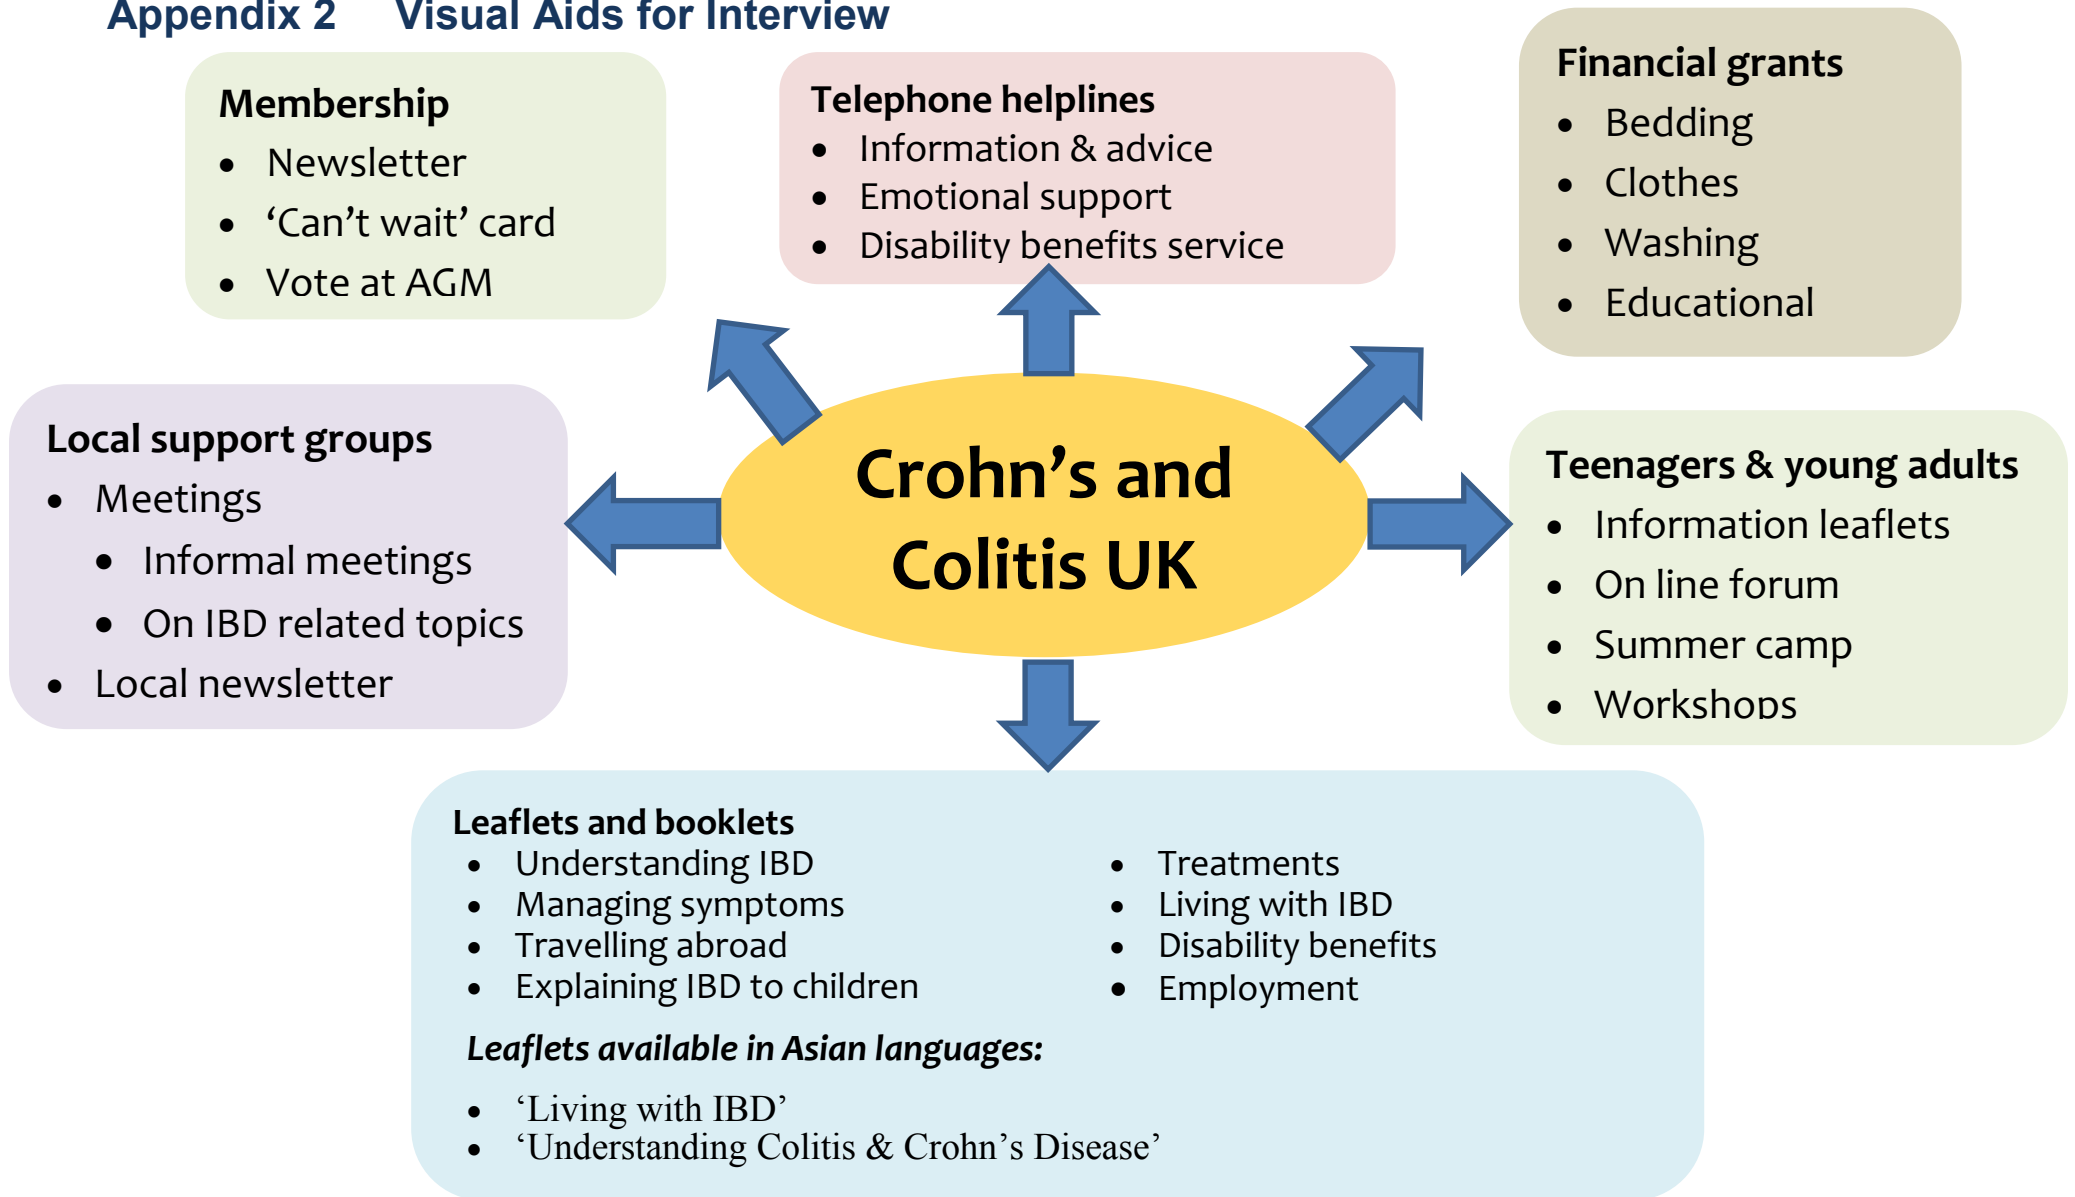 Appendix 2 Visual Aids for Interview
Membership
• Newsletter
• ‘Can’t wait’ card
• Vote at AGM
Telephone helplines
• Information & advice
• Emotional support
• Disability benefits service
Financial grants
• Bedding
• Clothes
• Washing
• Educational
Local support groups
• Meetings
• Informal meetings
• On IBD related topics
• Local newsletter
Crohn’s and
Colitis UK
Teenagers & young adults
• Information leaflets
• On line forum
• Summer camp
• Workshops
Leaflets and booklets
• Understanding IBD
• Managing symptoms
• Travelling abroad
• Explaining IBD to children
• Treatments
• Living with IBD
• Disability benefits
• Employment
Leaflets available in Asian languages:
• ‘Living with IBD’
• ‘Understanding Colitis & Crohn’s Disease’